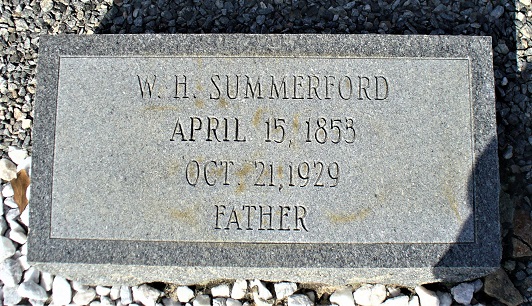 W. H. SUMMERFORD
APRIL 15, 1853
OCT. 21, 1929
FATHER